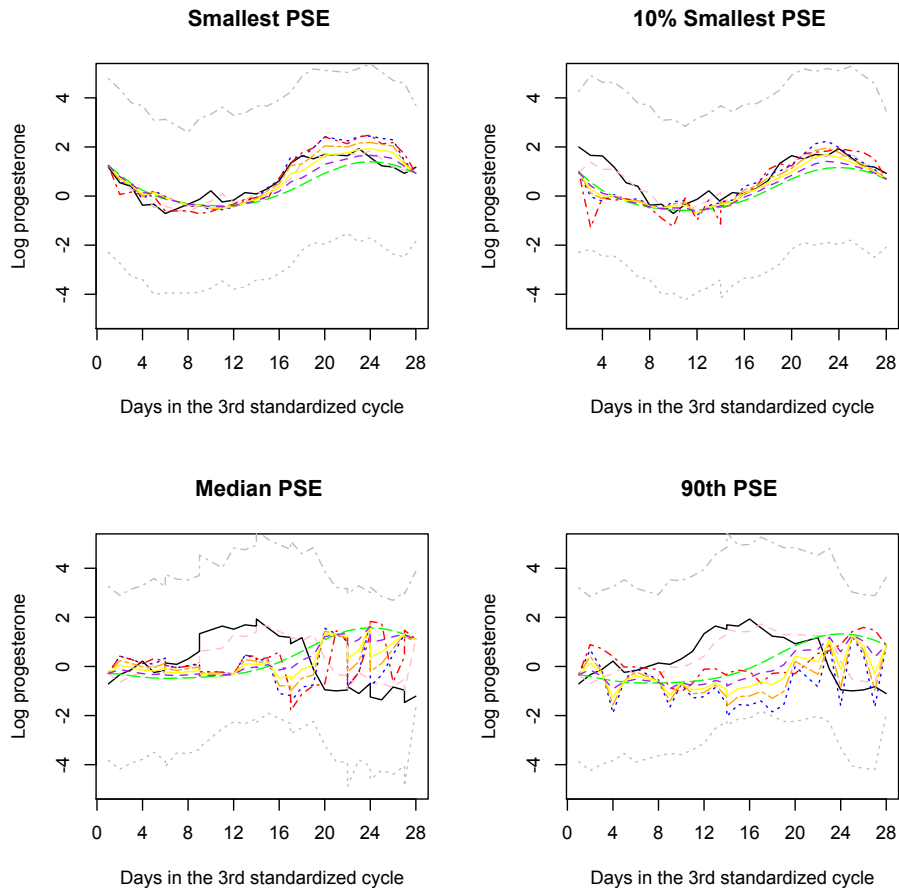 Smallest PSE
10% Smallest PSE
Log progesterone
4
2
0
-2
-4
0 4 8 12 16 20 24 28
Days in the 3rd standardized cycle
Log progesterone
4
2
0
-2
-4
4 8 12 16 20 24 28
Days in the 3rd standardized cycle
Median PSE
90th PSE
Log progesterone
4
2
0
-2
-4
0 4 8 12 16 20 24 28
Days in the 3rd standardized cycle
Log progesterone
4
2
0
-2
-4
0 4 8 12 16 20 24 28
Days in the 3rd standardized cycle